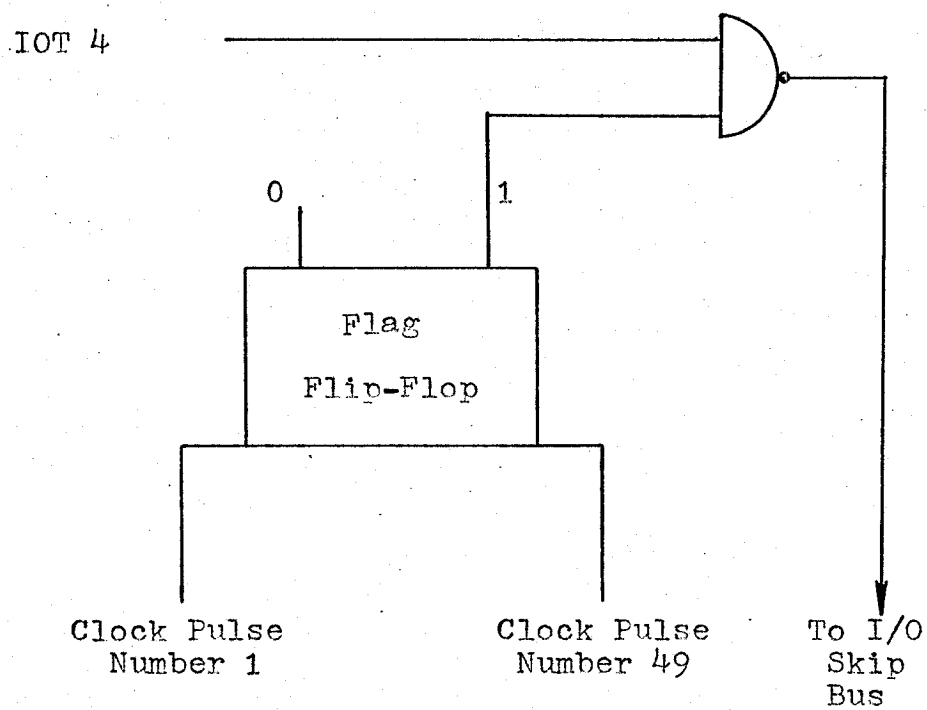 IOT 4
0
1
Flag
Flip-Flop
Clock Pulse
Number 1
Clock Pulse
Number 49
To I/O
Skip
Bus